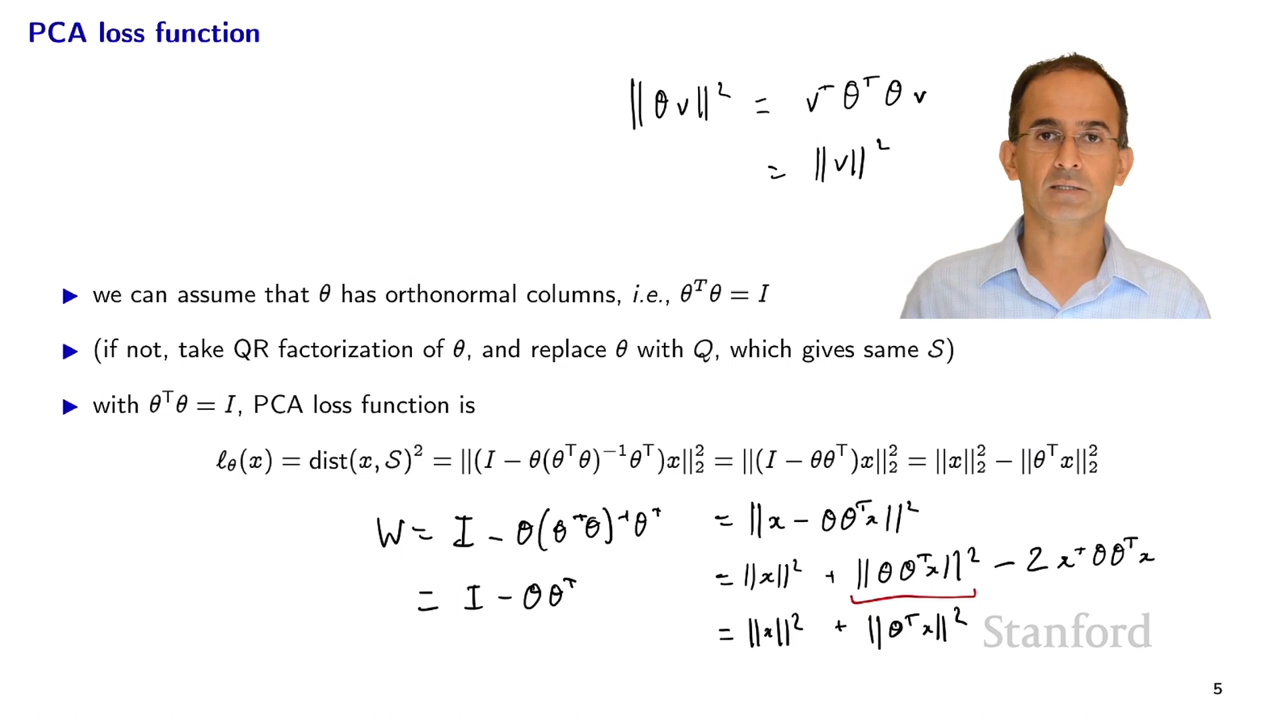 PCA loss function
‖θv‖² = vᵀθᵀθv
= ‖v‖²
▶ we can assume that θ has orthonormal columns, i.e., θᵀθ = I
▶ (if not, take QR factorization of θ, and replace θ with Q, which gives same 𝒮)
▶ with θᵀθ = I, PCA loss function is
ℓ_θ(x) = dist(x, 𝒮)² = ||(I − θ(θᵀθ)⁻¹θᵀ)x||₂² = ||(I − θθᵀ)x||₂² = ||x||₂² − ||θᵀx||₂²
W = I − θ(θᵀθ)⁻¹θᵀ = ‖x − θθᵀx‖²
= ‖x‖² + ‖θθᵀx‖² − 2xᵀθθᵀx
= I − θθᵀ
= ‖x‖² + ‖θᵀx‖²
Stanford
5